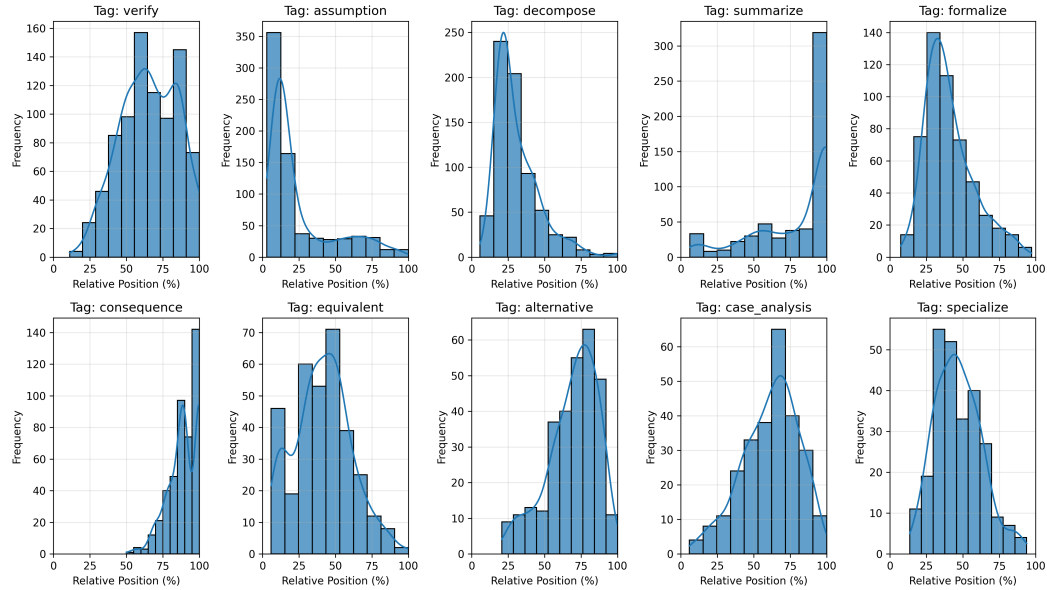 Tag: verify
160
140
120
100
80
60
40
20
0
Frequency
0 25 50 75 100
Relative Position (%)
Tag: assumption
350
300
250
200
150
100
50
0
Frequency
0 25 50 75 100
Relative Position (%)
Tag: decompose
250
200
150
100
50
0
Frequency
0 25 50 75 100
Relative Position (%)
Tag: summarize
300
250
200
150
100
50
0
Frequency
0 25 50 75 100
Relative Position (%)
Tag: formalize
140
120
100
80
60
40
20
0
Frequency
0 25 50 75 100
Relative Position (%)
Tag: consequence
140
120
100
80
60
40
20
0
Frequency
0 25 50 75 100
Relative Position (%)
Tag: equivalent
70
60
50
40
30
20
10
0
Frequency
0 25 50 75 100
Relative Position (%)
Tag: alternative
60
50
40
30
20
10
0
Frequency
0 25 50 75 100
Relative Position (%)
Tag: case_analysis
60
50
40
30
20
10
0
Frequency
0 25 50 75 100
Relative Position (%)
Tag: specialize
50
40
30
20
10
0
Frequency
0 25 50 75 100
Relative Position (%)